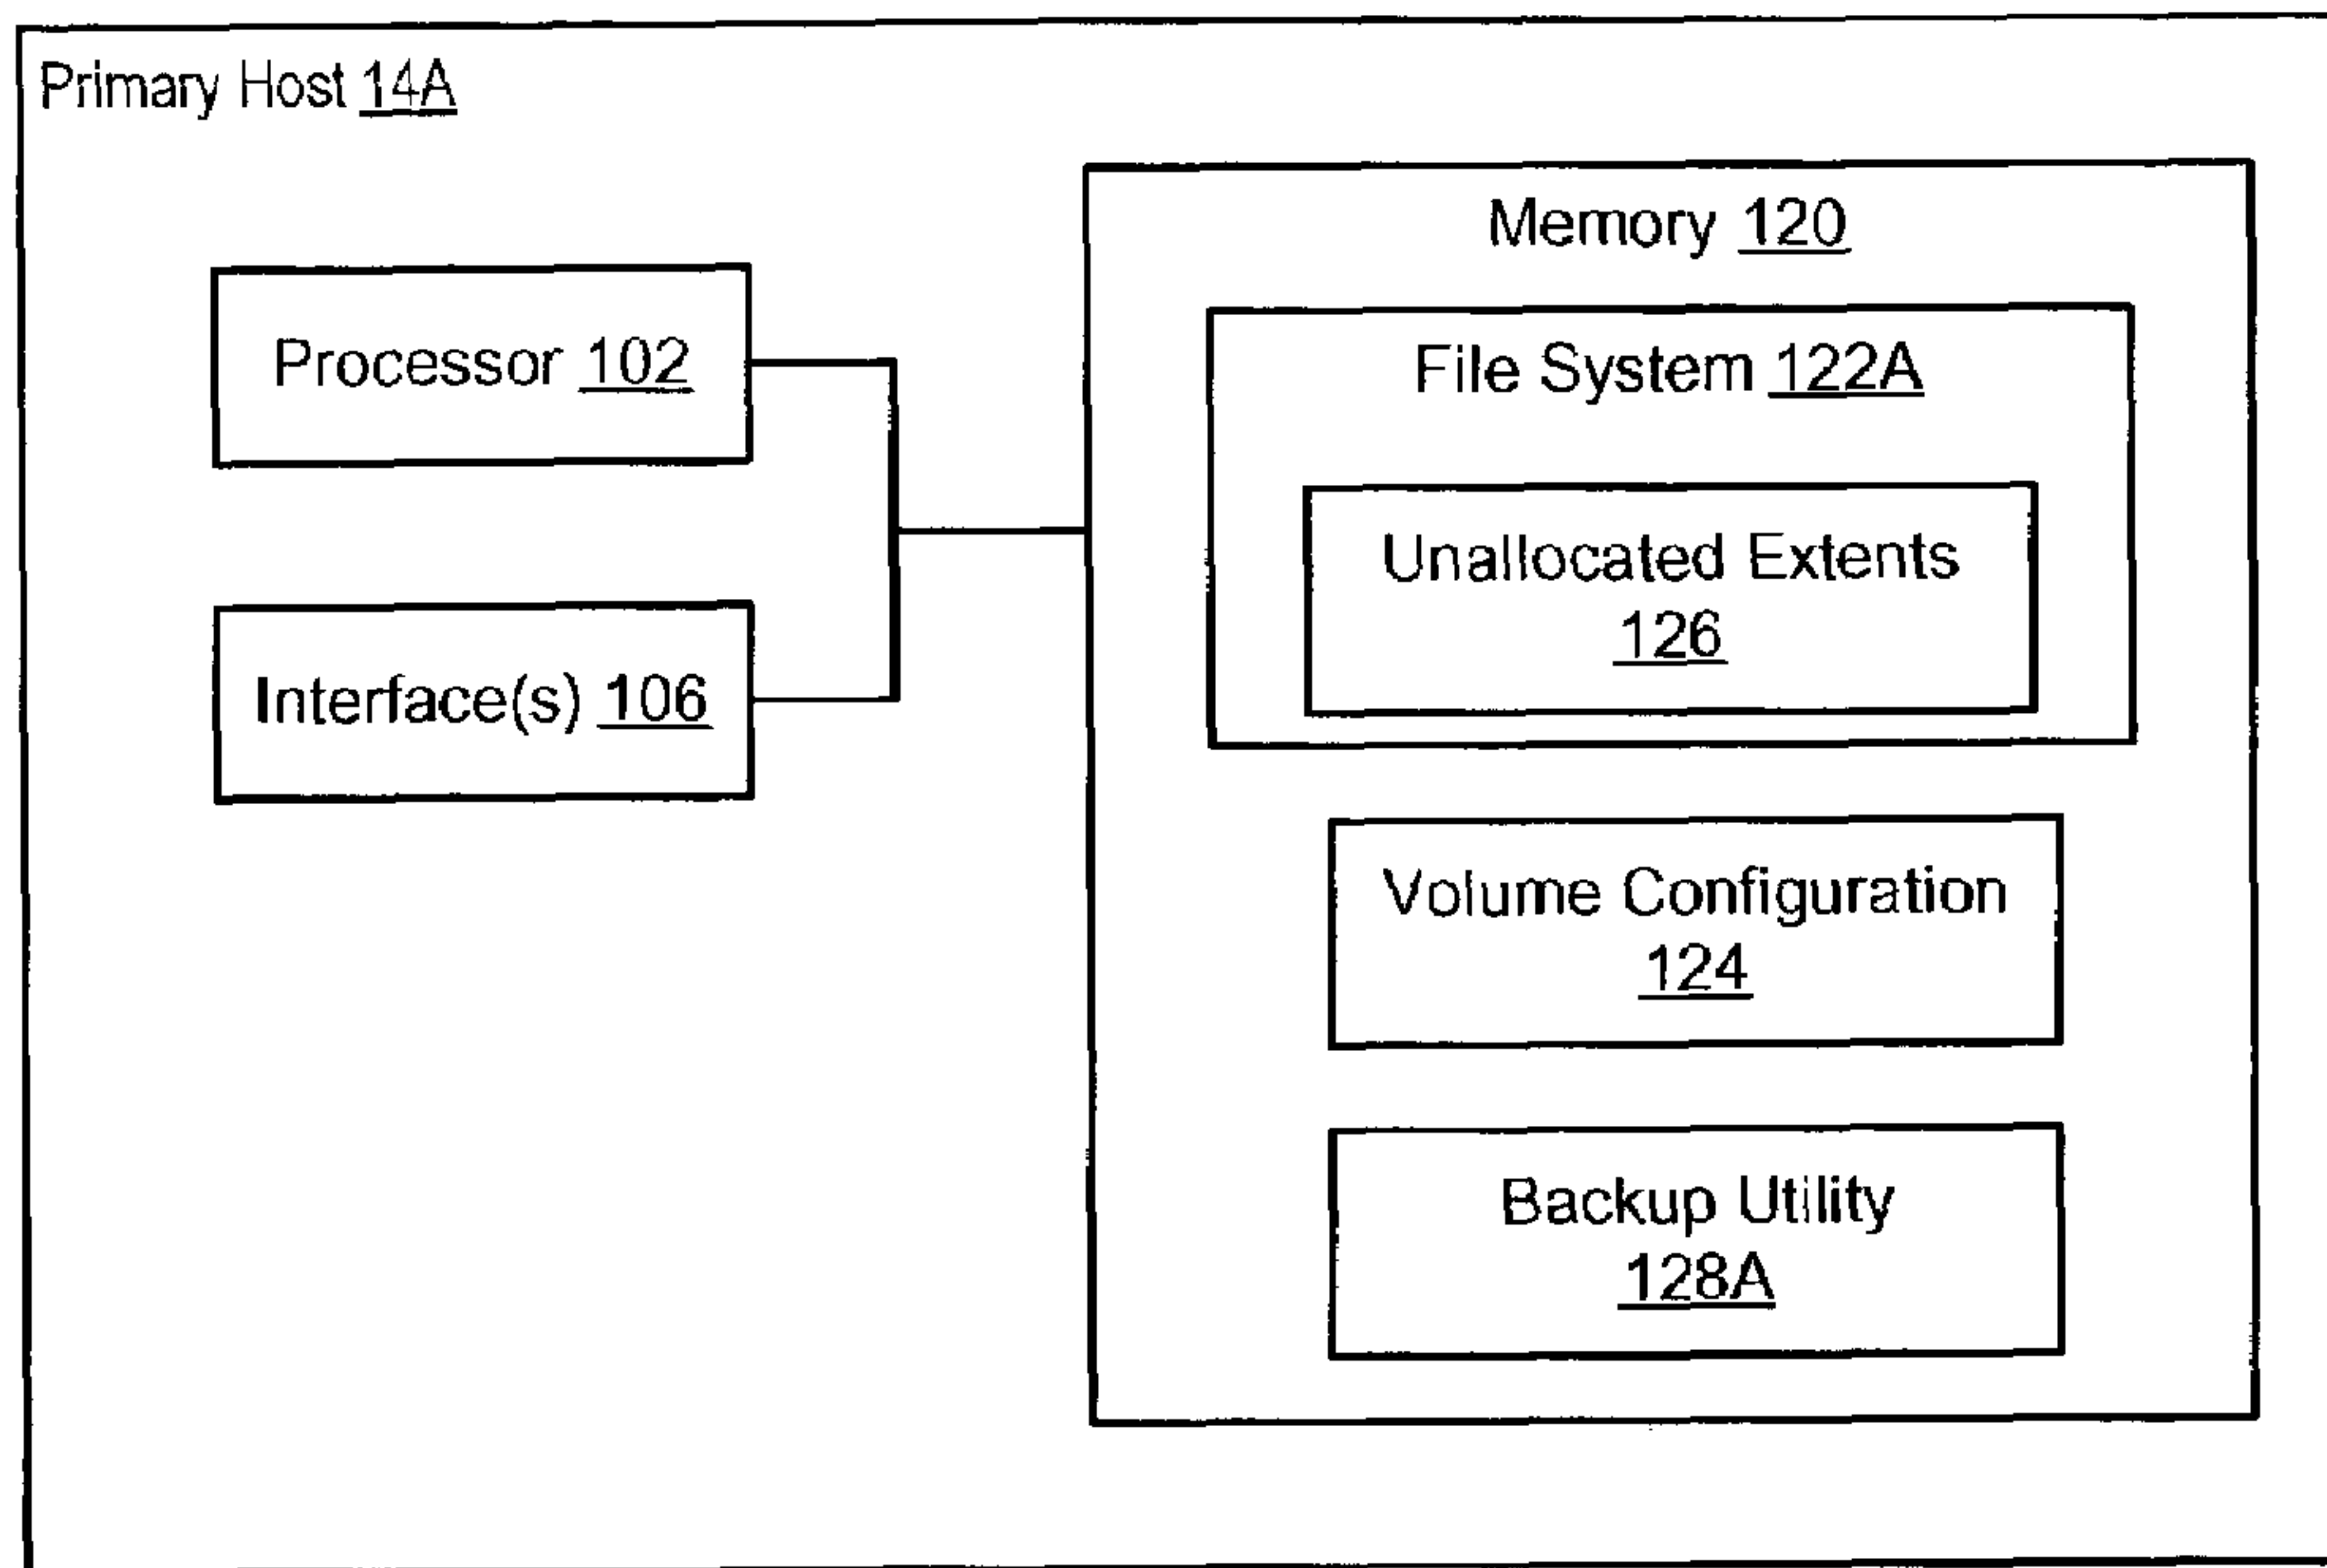 Primary Host 14A
Memory 120
Processor 102
File System 122A
Unallocated Extents
126
Interface(s) 106
Volume Configuration
124
Backup Utility
128A